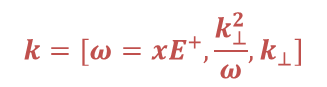 k = [ω = xE⁺, k⊥²/ω, k⊥]